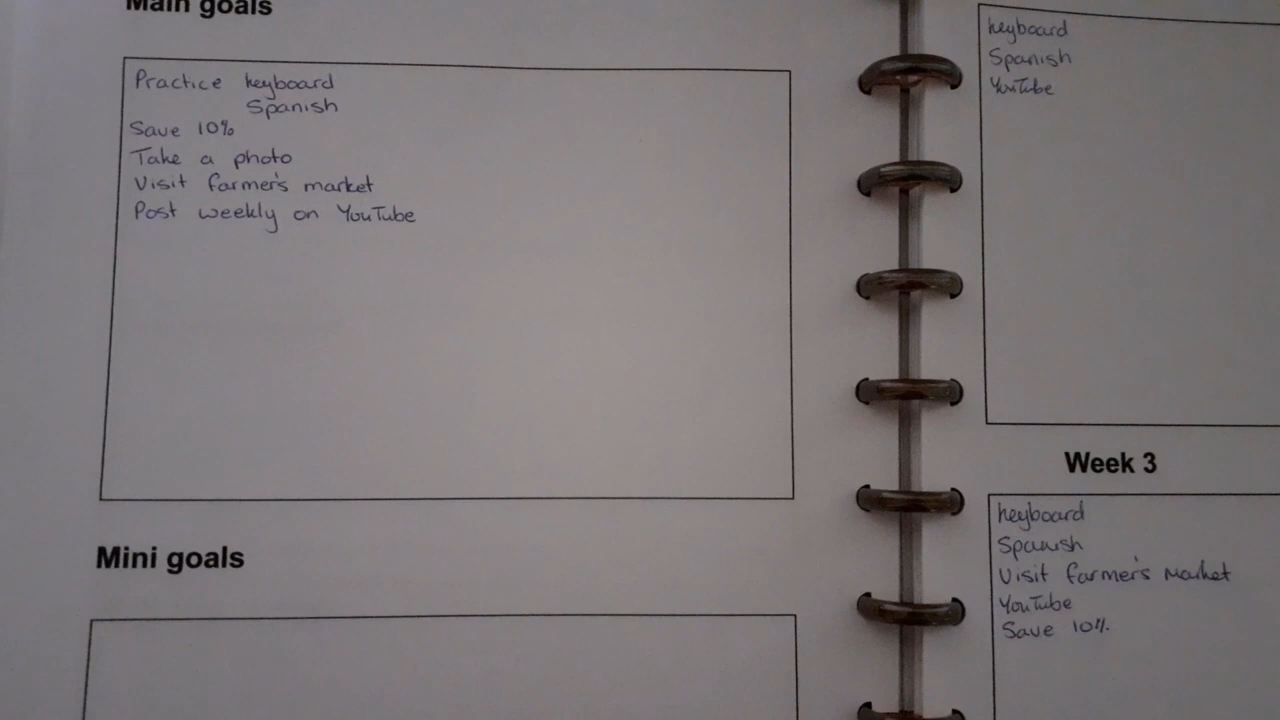 Main goals
Practice keyboard
Spanish
Save 10%
Take a photo
Visit farmer's market
Post weekly on YouTube
Mini goals
keyboard
Spanish
YouTube
Week 3
keyboard
Spanish
Visit farmer's market
YouTube
Save 10%